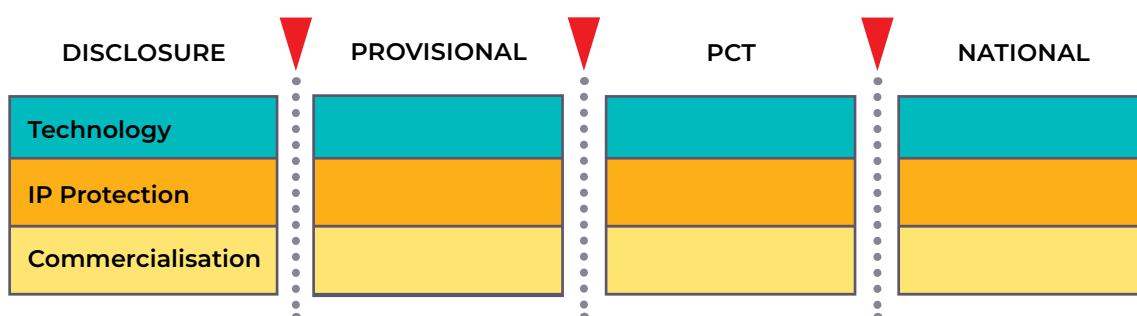 DISCLOSURE
PROVISIONAL
PCT
NATIONAL
Technology
IP Protection
Commercialisation